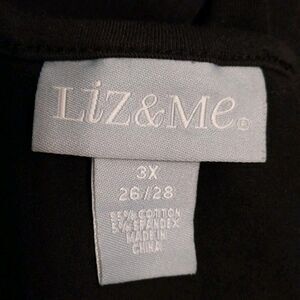 LiZ&Me®
3X
26/28
95% COTTON
5% SPANDEX
MADE IN
CHINA